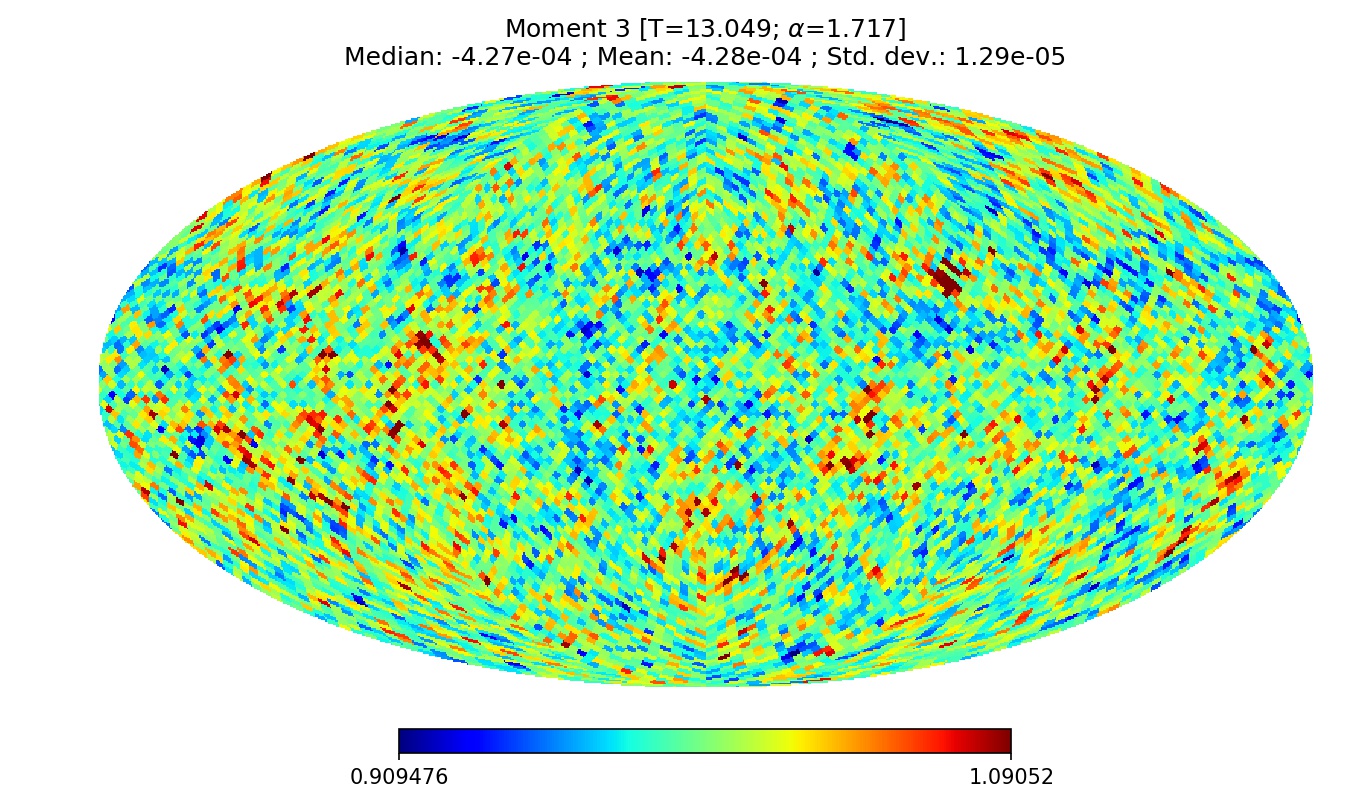 Moment 3 [T=13.049; α=1.717]
Median: -4.27e-04 ; Mean: -4.28e-04 ; Std. dev.: 1.29e-05
0.909476
1.09052